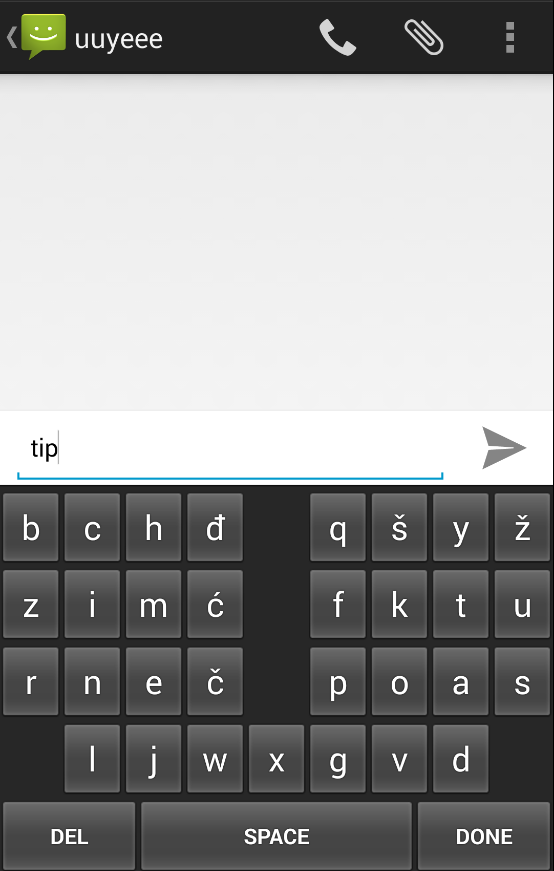 uuyeee
tip
b c h đ q š y ž
z i m ć f k t u
r n e č p o a s
l j w x g v d
DEL SPACE DONE